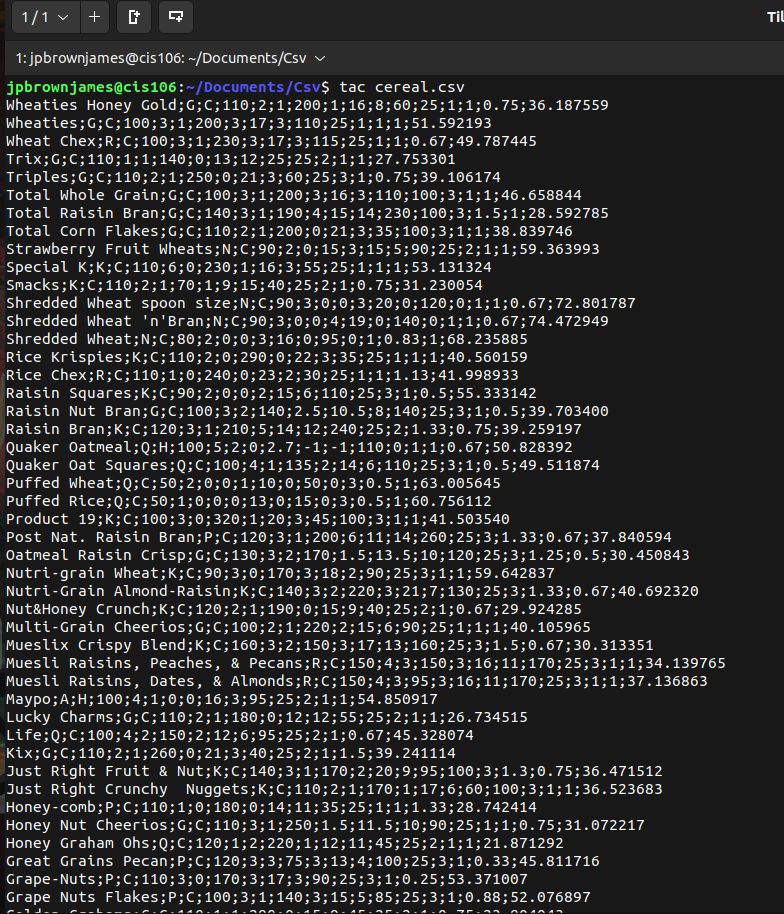 1 / 1
Til
1: jpbrownjames@cis106: ~/Documents/Csv
jpbrownjames@cis106:~/Documents/Csv$ tac cereal.csv
Wheaties Honey Gold;G;C;110;2;1;200;1;16;8;60;25;1;1;0.75;36.187559
Wheaties;G;C;100;3;1;200;3;17;3;110;25;1;1;1;51.592193
Wheat Chex;R;C;100;3;1;230;3;17;3;115;25;1;1;0.67;49.787445
Trix;G;C;110;1;1;140;0;13;12;25;25;2;1;1;27.753301
Triples;G;C;110;2;1;250;0;21;3;60;25;3;1;0.75;39.106174
Total Whole Grain;G;C;100;3;1;200;3;16;3;110;100;3;1;1;46.658844
Total Raisin Bran;G;C;140;3;1;190;4;15;14;230;100;3;1.5;1;28.592785
Total Corn Flakes;G;C;110;2;1;200;0;21;3;35;100;3;1;1;38.839746
Strawberry Fruit Wheats;N;C;90;2;0;15;3;15;5;90;25;2;1;1;59.363993
Special K;K;C;110;6;0;230;1;16;3;55;25;1;1;1;53.131324
Smacks;K;C;110;2;1;70;1;9;15;40;25;2;1;0.75;31.230054
Shredded Wheat spoon size;N;C;90;3;0;0;3;20;0;120;0;1;1;0.67;72.801787
Shredded Wheat 'n'Bran;N;C;90;3;0;0;4;19;0;140;0;1;1;0.67;74.472949
Shredded Wheat;N;C;80;2;0;0;3;16;0;95;0;1;0.83;1;68.235885
Rice Krispies;K;C;110;2;0;290;0;22;3;35;25;1;1;1;40.560159
Rice Chex;R;C;110;1;0;240;0;23;2;30;25;1;1;1.13;41.998933
Raisin Squares;K;C;90;2;0;0;2;15;6;110;25;3;1;0.5;55.333142
Raisin Nut Bran;G;C;100;3;2;140;2.5;10.5;8;140;25;3;1;0.5;39.703400
Raisin Bran;K;C;120;3;1;210;5;14;12;240;25;2;1.33;0.75;39.259197
Quaker Oatmeal;Q;H;100;5;2;0;2.7;-1;-1;110;0;1;1;0.67;50.828392
Quaker Oat Squares;Q;C;100;4;1;135;2;14;6;110;25;3;1;0.5;49.511874
Puffed Wheat;Q;C;50;2;0;0;1;10;0;50;0;3;0.5;1;63.005645
Puffed Rice;Q;C;50;1;0;0;0;13;0;15;0;3;0.5;1;60.756112
Product 19;K;C;100;3;0;320;1;20;3;45;100;3;1;1;41.503540
Post Nat. Raisin Bran;P;C;120;3;1;200;6;11;14;260;25;3;1.33;0.67;37.840594
Oatmeal Raisin Crisp;G;C;130;3;2;170;1.5;13.5;10;120;25;3;1.25;0.5;30.450843
Nutri-grain Wheat;K;C;90;3;0;170;3;18;2;90;25;3;1;1;59.642837
Nutri-Grain Almond-Raisin;K;C;140;3;2;220;3;21;7;130;25;3;1.33;0.67;40.692320
Nut&Honey Crunch;K;C;120;2;1;190;0;15;9;40;25;2;1;0.67;29.924285
Multi-Grain Cheerios;G;C;100;2;1;220;2;15;6;90;25;1;1;1;40.105965
Mueslix Crispy Blend;K;C;160;3;2;150;3;17;13;160;25;3;1.5;0.67;30.313351
Muesli Raisins, Peaches, & Pecans;R;C;150;4;3;150;3;16;11;170;25;3;1;1;34.139765
Muesli Raisins, Dates, & Almonds;R;C;150;4;3;95;3;16;11;170;25;3;1;1;37.136863
Maypo;A;H;100;4;1;0;0;16;3;95;25;2;1;1;54.850917
Lucky Charms;G;C;110;2;1;180;0;12;12;55;25;2;1;1;26.734515
Life;Q;C;100;4;2;150;2;12;6;95;25;2;1;0.67;45.328074
Kix;G;C;110;2;1;260;0;21;3;40;25;2;1;1.5;39.241114
Just Right Fruit & Nut;K;C;140;3;1;170;2;20;9;95;100;3;1.3;0.75;36.471512
Just Right Crunchy  Nuggets;K;C;110;2;1;170;1;17;6;60;100;3;1;1;36.523683
Honey-comb;P;C;110;1;0;180;0;14;11;35;25;1;1;1.33;28.742414
Honey Nut Cheerios;G;C;110;3;1;250;1.5;11.5;10;90;25;1;1;0.75;31.072217
Honey Graham Ohs;Q;C;120;1;2;220;1;12;11;45;25;2;1;1;21.871292
Great Grains Pecan;P;C;120;3;3;75;3;13;4;100;25;3;1;0.33;45.811716
Grape-Nuts;P;C;110;3;0;170;3;17;3;90;25;3;1;0.25;53.371007
Grape Nuts Flakes;P;C;100;3;1;140;3;15;5;85;25;3;1;0.88;52.076897